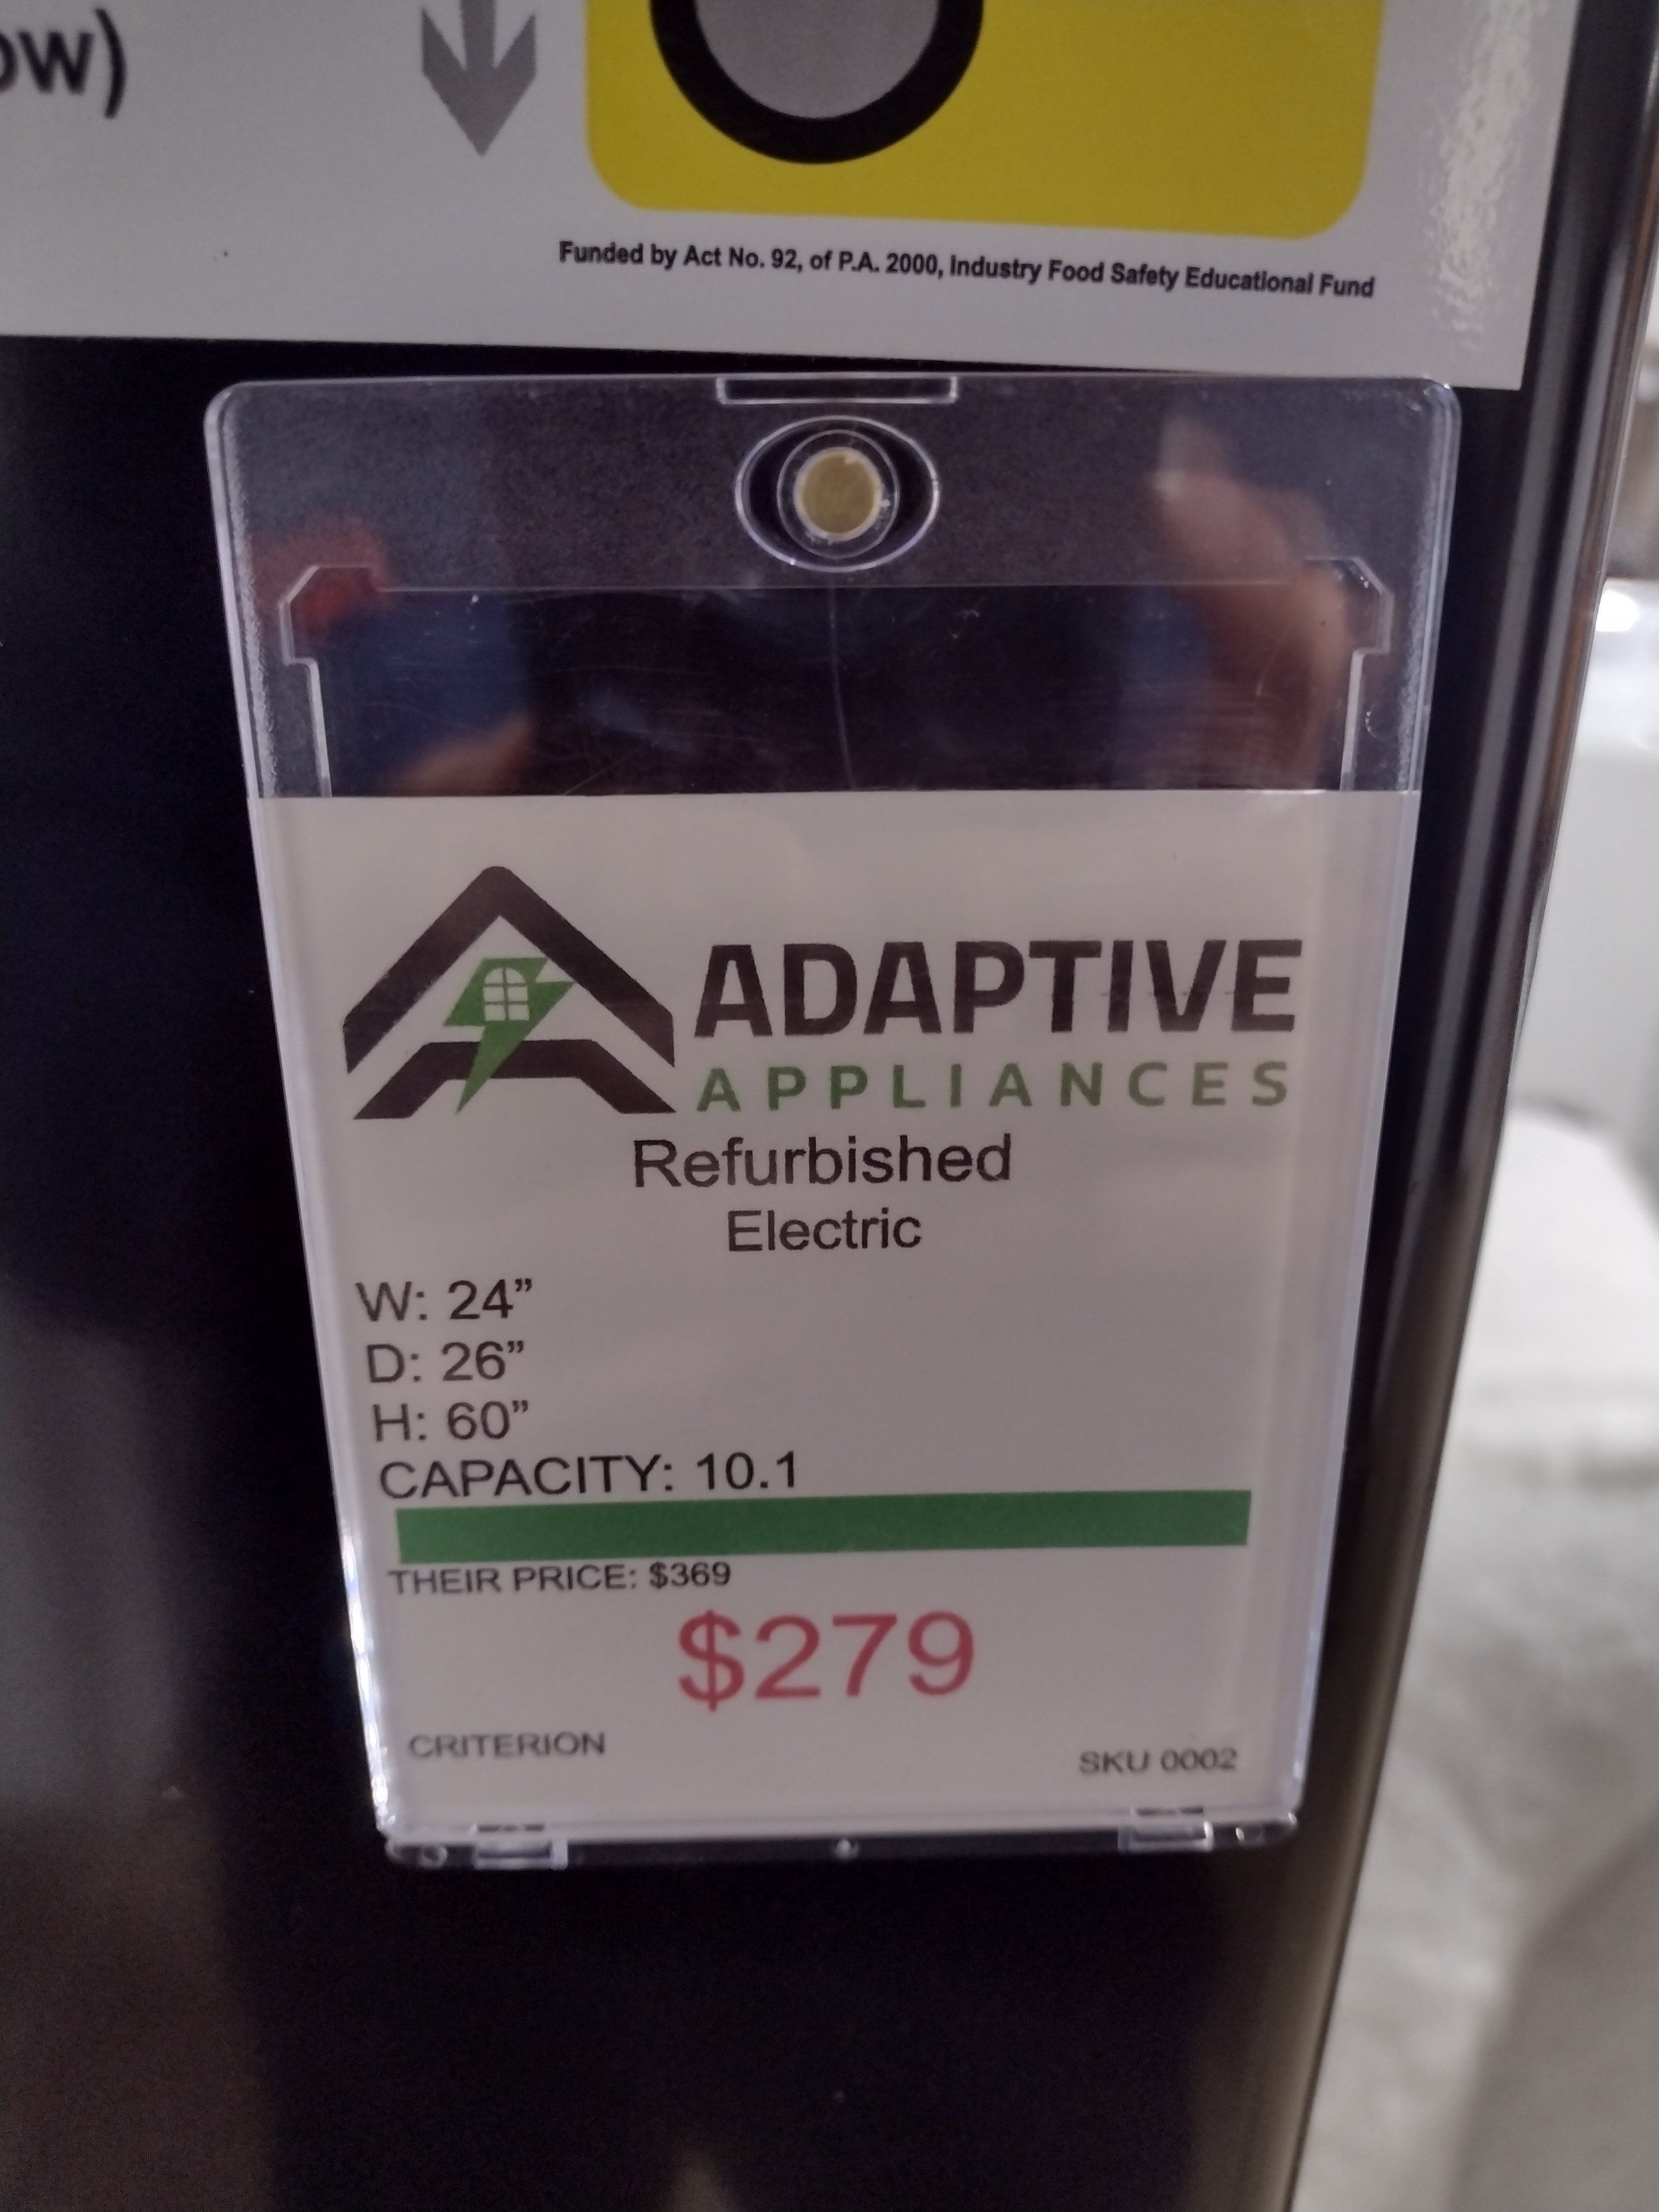 ow)
Funded by Act No. 92, of P.A. 2000, Industry Food Safety Educational Fund
ADAPTIVE
APPLIANCES
Refurbished
Electric
W: 24”
D: 26”
H: 60”
CAPACITY: 10.1
THEIR PRICE: $369
$279
CRITERION
SKU 0002